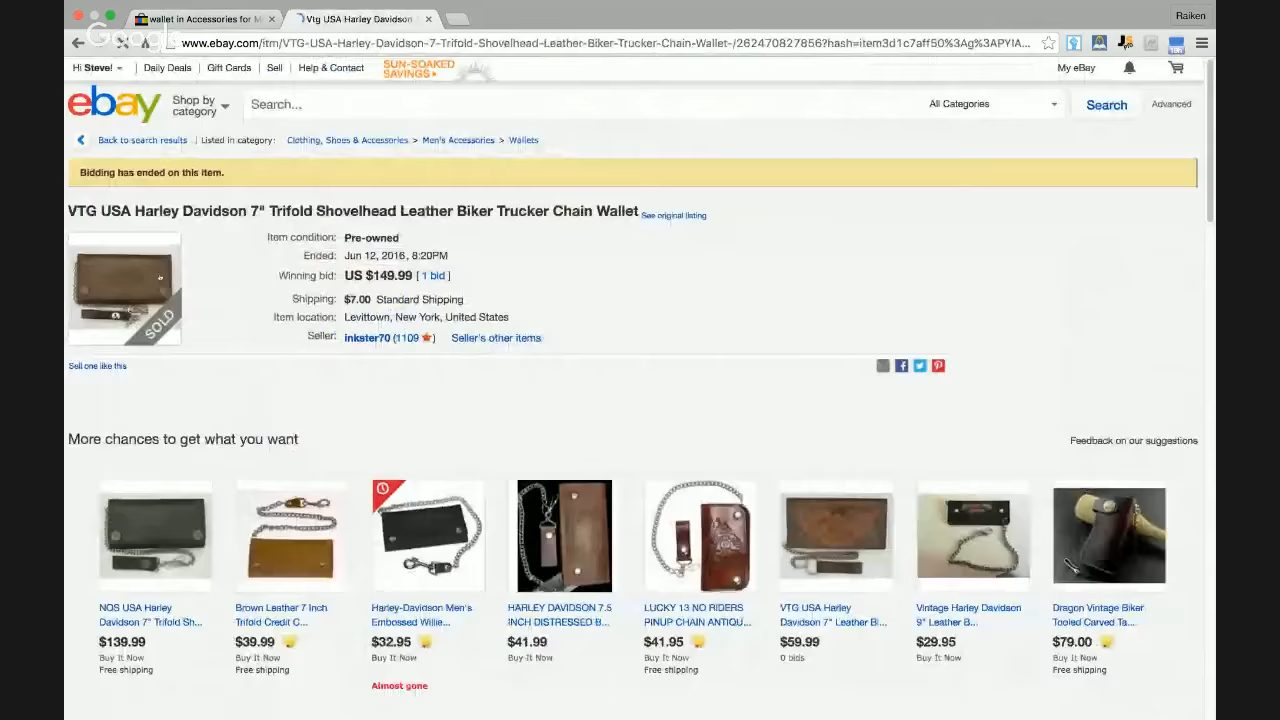 wallet in Accessories for M
Vtg USA Harley Davidson
Raiken
Google
www.ebay.com/itm/VTG-USA-Harley-Davidson-7-Trifold-Shovelhead-Leather-Biker-Trucker-Chain-Wallet-/262470827856?hash=item3d1c7aff50%3Ag%3APYIA...
Hi Steve!
Daily Deals
Gift Cards
Sell
Help & Contact
SUN-SOAKED
SAVINGS
My eBay
ebay
Shop by
category
Search...
All Categories
Search
Advanced
Back to search results | Listed in category: Clothing, Shoes & Accessories > Men's Accessories > Wallets
Bidding has ended on this item.
VTG USA Harley Davidson 7" Trifold Shovelhead Leather Biker Trucker Chain Wallet See original listing
Item condition: Pre-owned
Ended: Jun 12, 2016, 8:20PM
Winning bid: US $149.99 [ 1 bid ]
Shipping: $7.00 Standard Shipping
Item location: Levittown, New York, United States
Seller: inkster70 (1109 ) Seller's other items
SOLD
Sell one like this
More chances to get what you want
Feedback on our suggestions
NOS USA Harley
Davidson 7" Trifold Sh...
$139.99
Buy It Now
Free shipping
Brown Leather 7 Inch
Trifold Credit C...
$39.99
Buy It Now
Free shipping
Harley-Davidson Men's
Embossed Willie...
$32.95
Buy It Now
Almost gone
HARLEY DAVIDSON 7.5
INCH DISTRESSED B...
$41.99
Buy It Now
LUCKY 13 NO RIDERS
PINUP CHAIN ANTIQU...
$41.95
Buy It Now
Free shipping
VTG USA Harley
Davidson 7" Leather Bi...
$59.99
0 bids
Vintage Harley Davidson
9" Leather B...
$29.95
Buy It Now
Dragon Vintage Biker
Tooled Carved Ta...
$79.00
Buy It Now
Free shipping